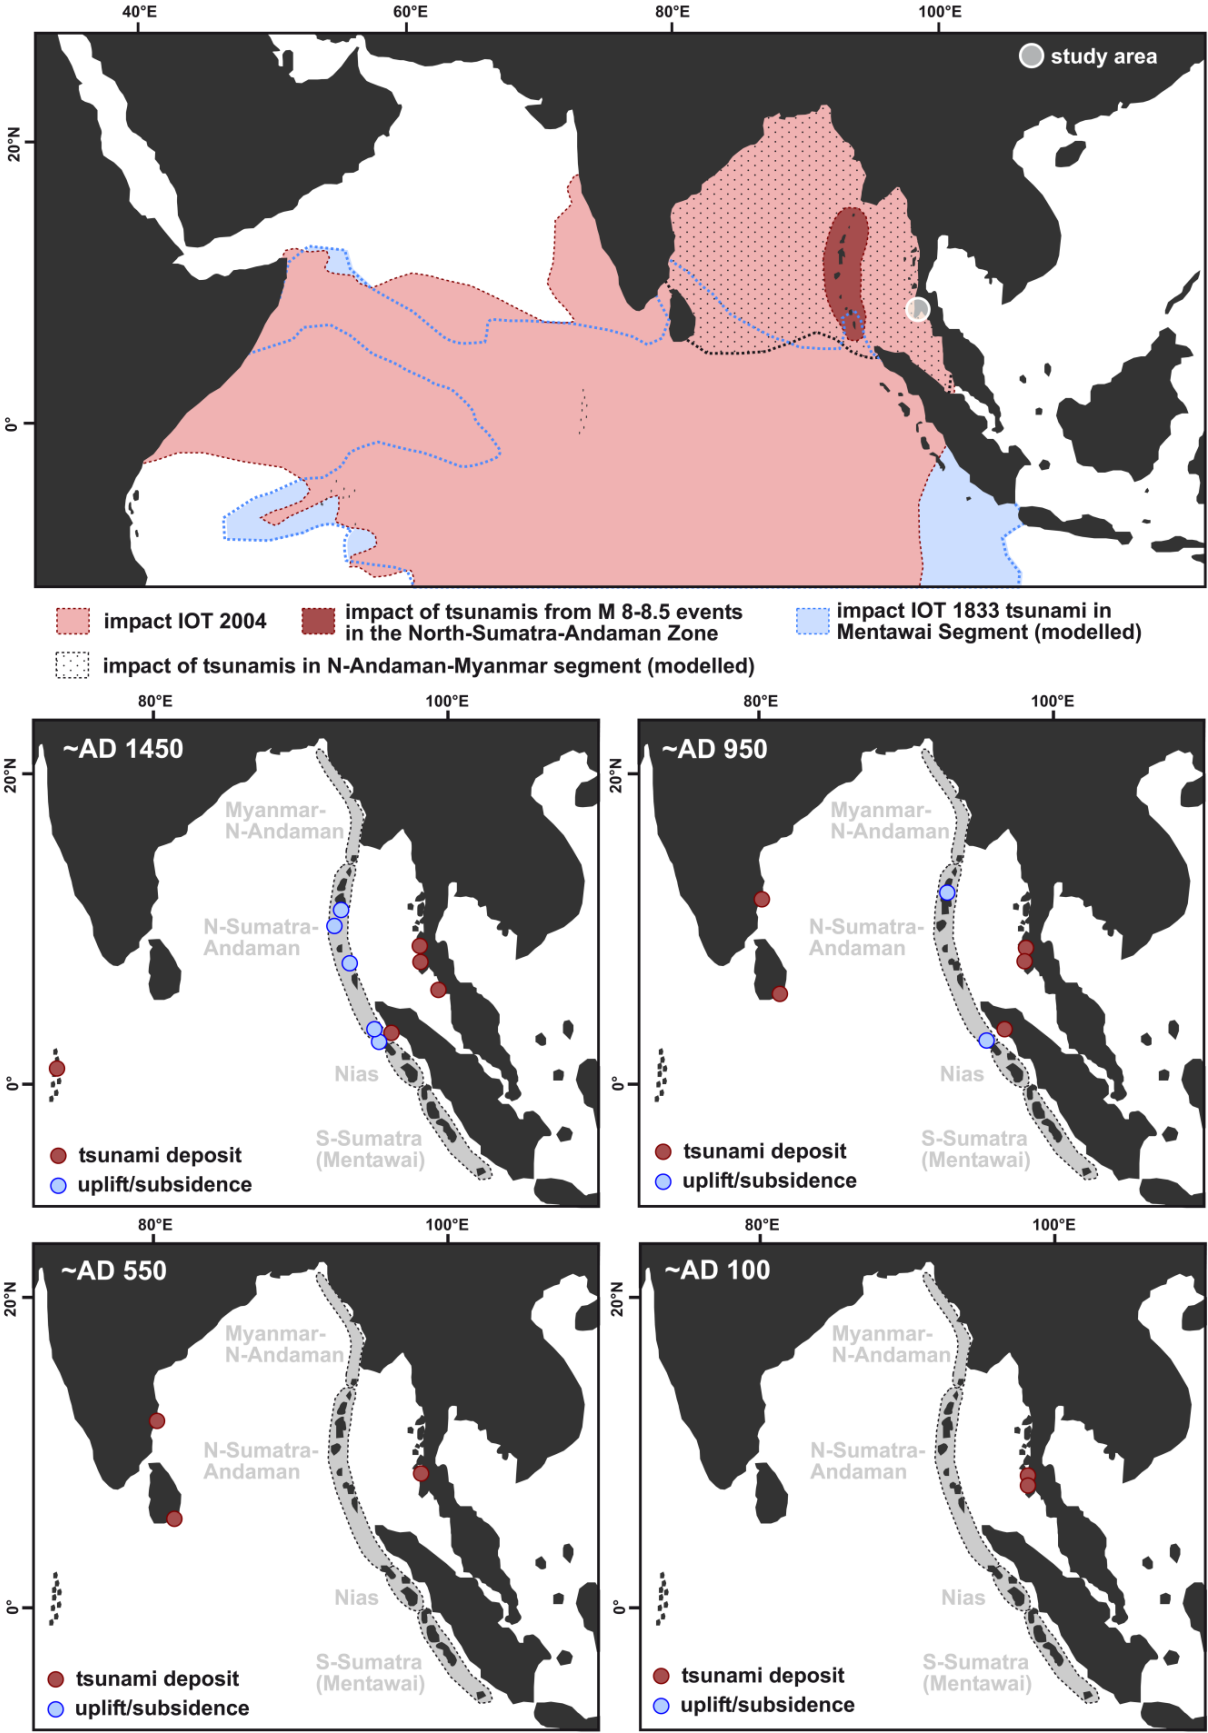 40°E 60°E 80°E 100°E
study area
20°N
0°
impact IOT 2004
impact of tsunamis from M 8-8.5 events
in the North-Sumatra-Andaman Zone
impact IOT 1833 tsunami in
Mentawai Segment (modelled)
impact of tsunamis in N-Andaman-Myanmar segment (modelled)
80°E 100°E
~AD 1450
20°N
Myanmar-
N-Andaman
N-Sumatra-
Andaman
0°
Nias
S-Sumatra
(Mentawai)
tsunami deposit
uplift/subsidence
80°E 100°E
~AD 950
20°N
Myanmar-
N-Andaman
N-Sumatra-
Andaman
0°
Nias
S-Sumatra
(Mentawai)
tsunami deposit
uplift/subsidence
80°E 100°E
~AD 550
20°N
Myanmar-
N-Andaman
N-Sumatra-
Andaman
0°
Nias
S-Sumatra
(Mentawai)
tsunami deposit
uplift/subsidence
80°E 100°E
~AD 100
20°N
Myanmar-
N-Andaman
N-Sumatra-
Andaman
0°
Nias
S-Sumatra
(Mentawai)
tsunami deposit
uplift/subsidence